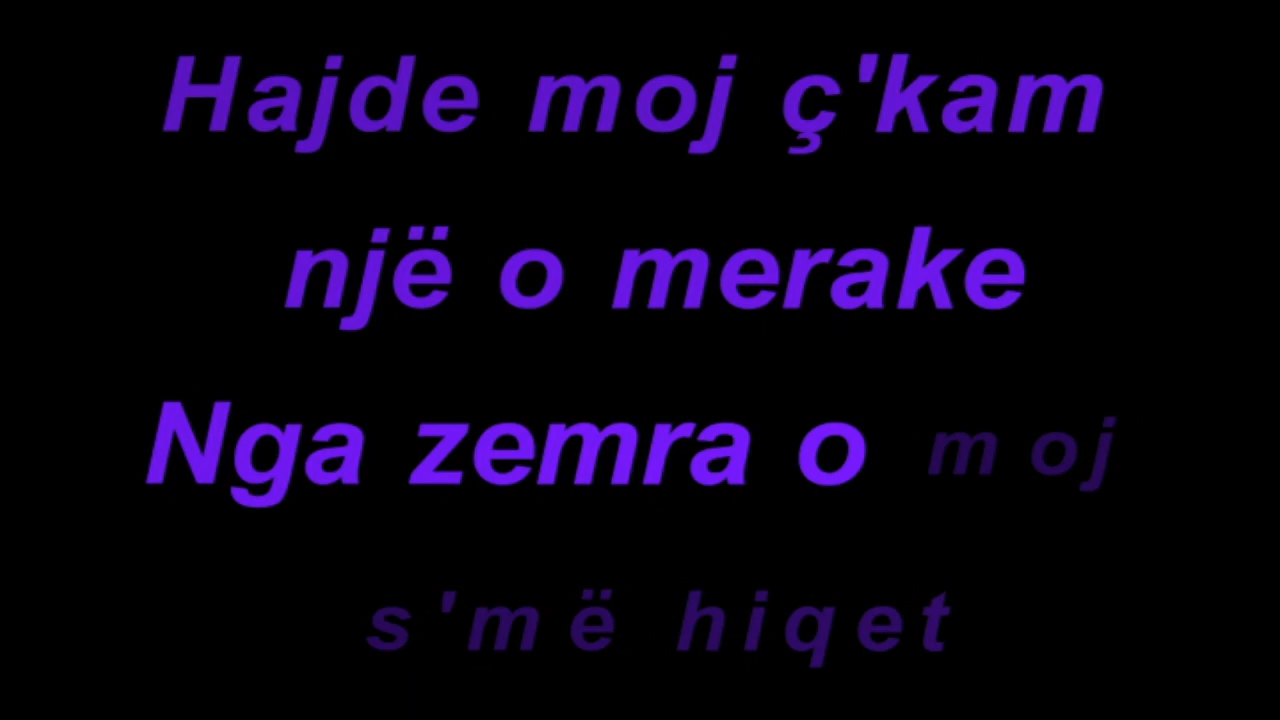 Hajde moj ç'kam
një o merake
Nga zemra o moj
s'më hiqet